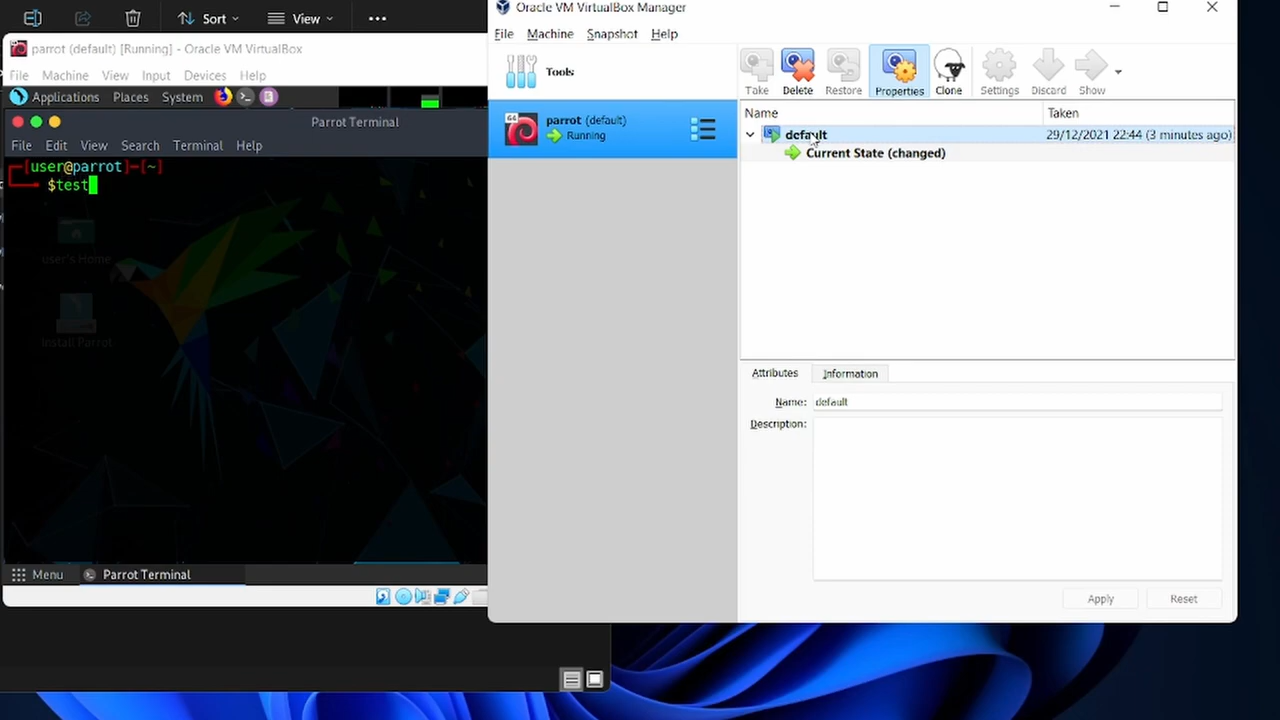 Sort
View
parrot (default) [Running] - Oracle VM VirtualBox
File Machine View Input Devices Help
Applications Places System
Parrot Terminal
File Edit View Search Terminal Help
[user@parrot]-[~]
$test
user's Home
Install Parrot
Menu Parrot Terminal
Oracle VM VirtualBox Manager
File Machine Snapshot Help
Tools
Take Delete Restore Properties Clone Settings Discard Show
64
parrot (default)
Running
Name Taken
default 29/12/2021 22:44 (3 minutes ago)
Current State (changed)
Attributes Information
Name: default
Description:
Apply Reset